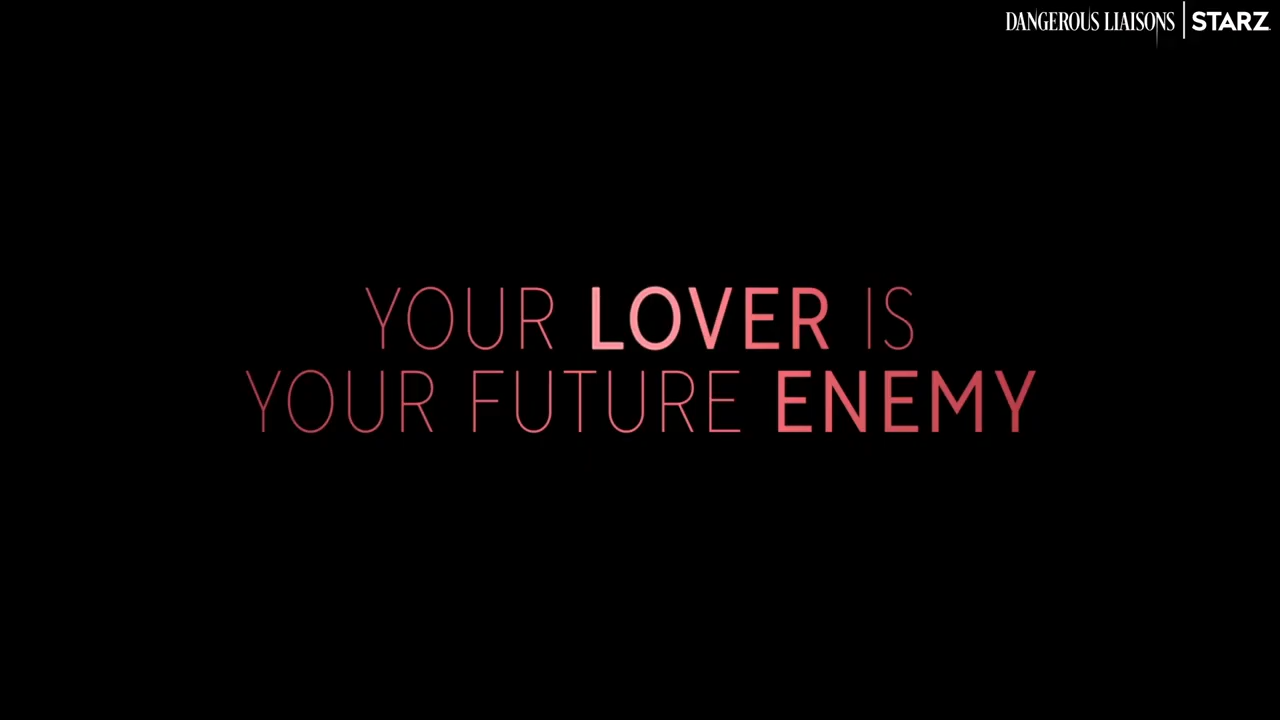 DANGEROUS LIAISONS | STARZ
YOUR LOVER IS
YOUR FUTURE ENEMY